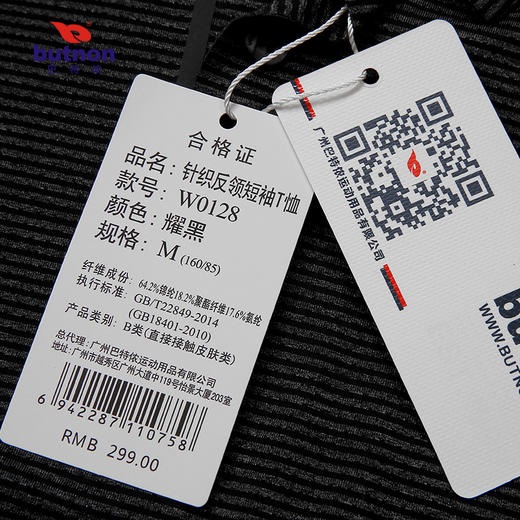 butnon
合格证
品名：针织反领短袖T恤
款号：W0128
颜色：耀黑
规格：M (160/85)
纤维成份：64.2%锦纶18.2%聚酯纤维17.6%氨纶
执行标准：GB/T22849-2014
(GB18401-2010)
产品类别：B类(直接接触皮肤类)
总代理：广州巴特侬运动用品有限公司
地址：广州市越秀区广州大道中119号怡景大厦203室
6 942287 110758
RMB 299.00
广州巴特侬运动用品有限公司
bu
WWW.BUTNO